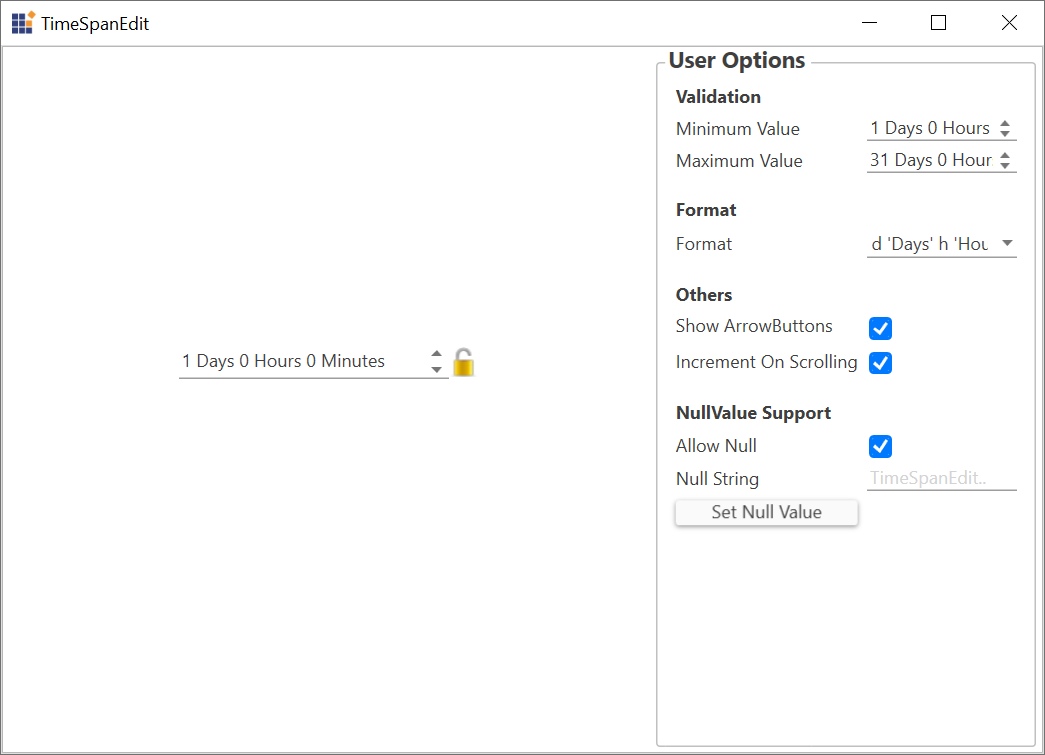 TimeSpanEdit
1 Days 0 Hours 0 Minutes
User Options
Validation
Minimum Value 1 Days 0 Hours
Maximum Value 31 Days 0 Hour
Format
Format d 'Days' h 'Hou
Others
Show ArrowButtons
Increment On Scrolling
NullValue Support
Allow Null
Null String TimeSpanEdit..
Set Null Value